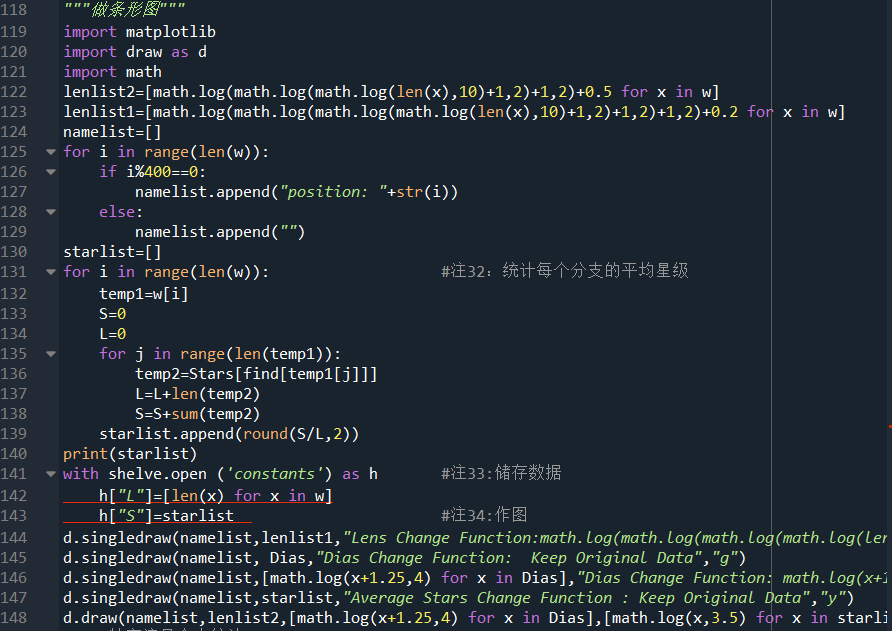 118 """做条形图"""
119 import matplotlib
120 import draw as d
121 import math
122 lenlist2=[math.log(math.log(math.log(len(x),10)+1,2)+1,2)+0.5 for x in w]
123 lenlist1=[math.log(math.log(math.log(math.log(len(x),10)+1,2)+1,2)+1,2)+0.2 for x in w]
124 namelist=[]
125 for i in range(len(w)):
126 if i%400==0:
127 namelist.append("position: "+str(i))
128 else:
129 namelist.append("")
130 starlist=[]
131 for i in range(len(w)): #注32: 统计每个分支的平均星级
132 temp1=w[i]
133 S=0
134 L=0
135 for j in range(len(temp1)):
136 temp2=Stars[find[temp1[j]]]
137 L=L+len(temp2)
138 S=S+sum(temp2)
139 starlist.append(round(S/L,2))
140 print(starlist)
141 with shelve.open ('constants') as h #注33:储存数据
142 h["L"]=[len(x) for x in w]
143 h["S"]=starlist #注34:作图
144 d.singledraw(namelist,lenlist1,"Lens Change Function:math.log(math.log(math.log(math.log(ler
145 d.singledraw(namelist, Dias,"Dias Change Function: Keep Original Data","g")
146 d.singledraw(namelist,[math.log(x+1.25,4) for x in Dias],"Dias Change Function: math.log(x+1
147 d.singledraw(namelist,starlist,"Average Stars Change Function : Keep Original Data","y")
148 d.draw(namelist,lenlist2,[math.log(x+1.25,4) for x in Dias],[math.log(x,3.5) for x in starli